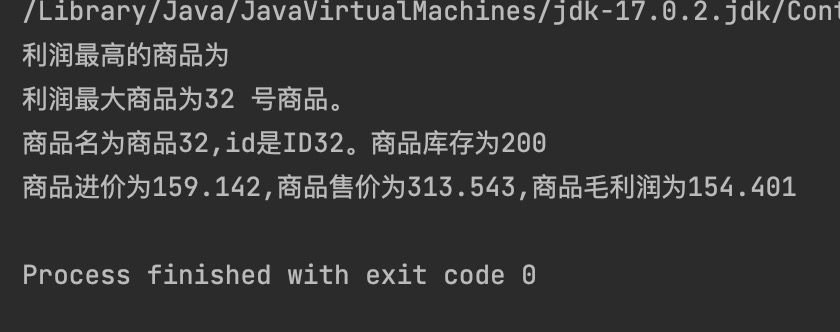 /Library/Java/JavaVirtualMachines/jdk-17.0.2.jdk/Cont
利润最高的商品为
利润最大商品为32 号商品。
商品名为商品32,id是ID32。商品库存为200
商品进价为159.142,商品售价为313.543,商品毛利润为154.401
Process finished with exit code 0